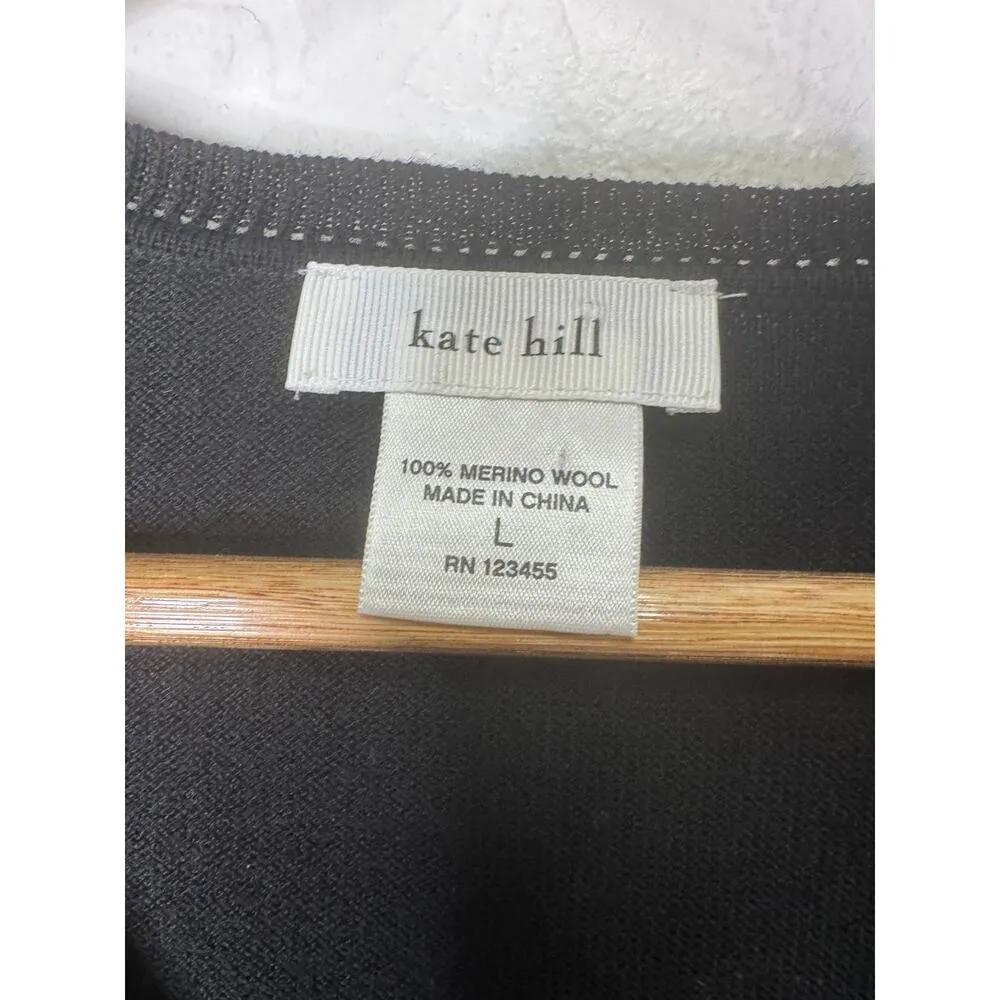 kate hill
100% MERINO WOOL
MADE IN CHINA
L
RN 123455